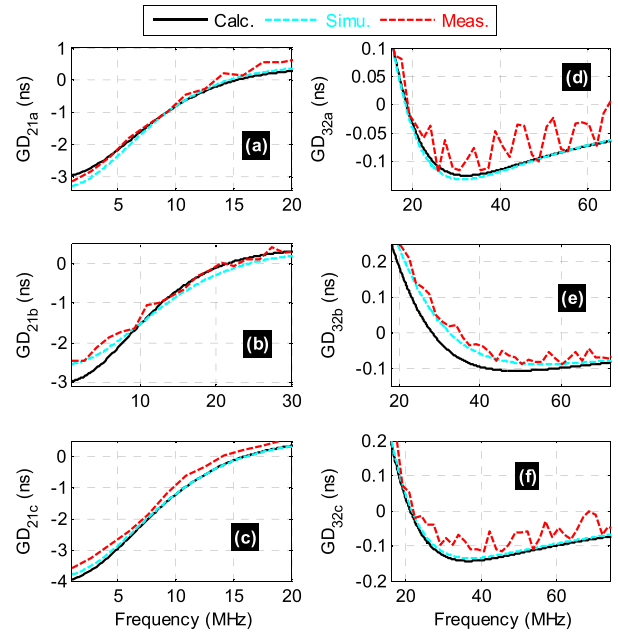 Calc. Simu. Meas.
GD21a (ns)
1
0
-1
-2
-3
5 10 15 20
(a)
GD32a (ns)
0.1
0.05
0
-0.05
-0.1
20 40 60
(d)
GD21b (ns)
0
-1
-2
-3
10 20 30
(b)
GD32b (ns)
0.2
0.1
0
-0.1
20 40 60
(e)
GD21c (ns)
0
-1
-2
-3
-4
5 10 15 20
(c)
Frequency (MHz)
GD32c (ns)
0.2
0.1
0
-0.1
-0.2
20 40 60
(f)
Frequency (MHz)